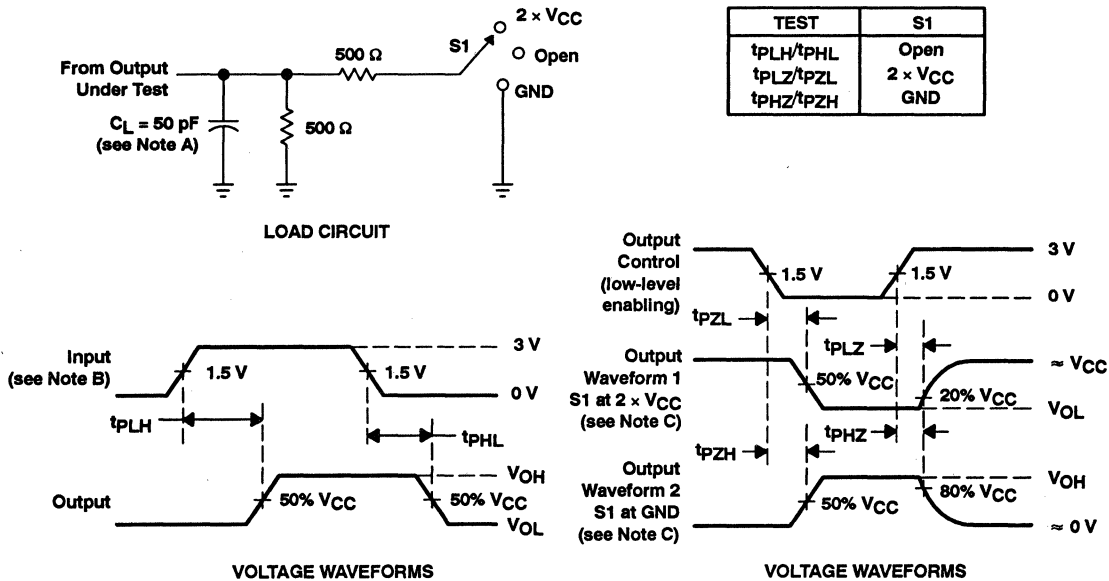 2 × VCC
S1
500 Ω
Open
From Output
Under Test
GND
CL = 50 pF
(see Note A)
500 Ω
LOAD CIRCUIT
TEST S1
tPLH/tPHL Open
tPLZ/tPZL 2 × VCC
tPHZ/tPZH GND
Input
(see Note B)
3 V
1.5 V 1.5 V
0 V
tPLH
tPHL
VOH
Output
50% VCC 50% VCC
VOL
VOLTAGE WAVEFORMS
Output
Control
(low-level
enabling)
3 V
1.5 V 1.5 V
0 V
tPZL
tPLZ
Output
Waveform 1
S1 at 2 × VCC
(see Note C)
≈ VCC
50% VCC
20% VCC
VOL
tPHZ
tPZH
Output
Waveform 2
S1 at GND
(see Note C)
VOH
50% VCC
80% VCC
≈ 0 V
VOLTAGE WAVEFORMS